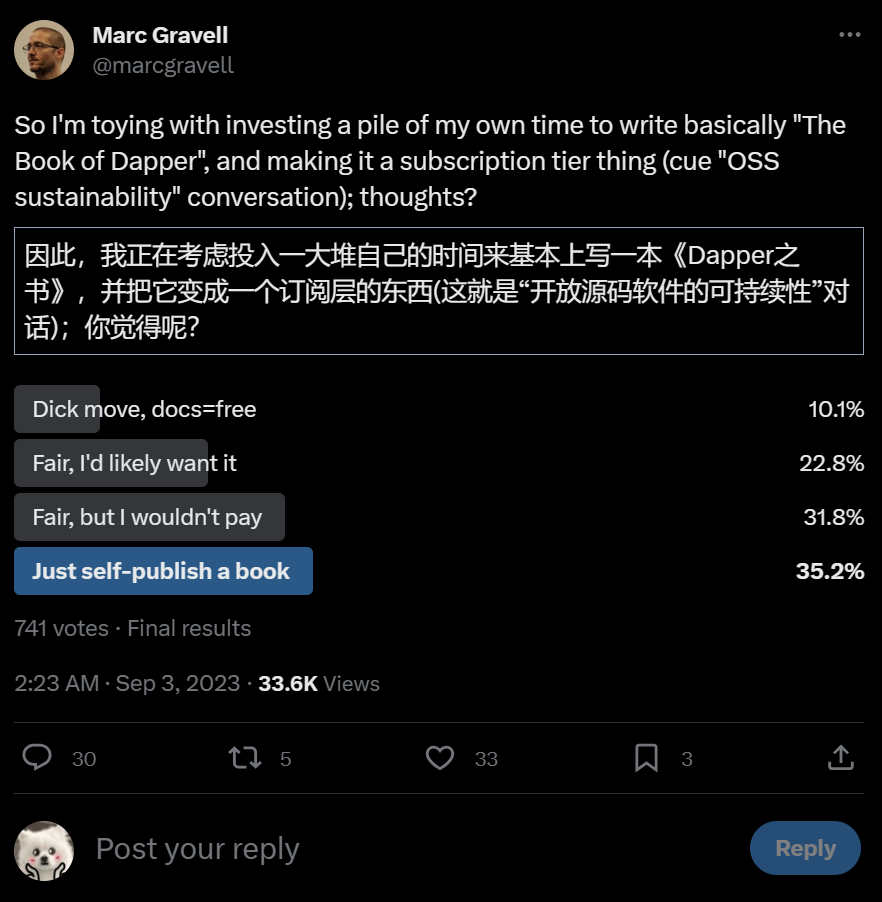 Marc Gravell
@marcgravell
So I'm toying with investing a pile of my own time to write basically "The
Book of Dapper", and making it a subscription tier thing (cue "OSS
sustainability" conversation); thoughts?
因此，我正在考虑投入一大堆自己的时间来基本上写一本《Dapper之
书》，并把它变成一个订阅层的东西(这就是“开放源码软件的可持续性”对
话)；你觉得呢?
Dick move, docs=free 10.1%
Fair, I'd likely want it 22.8%
Fair, but I wouldn't pay 31.8%
Just self-publish a book 35.2%
741 votes · Final results
2:23 AM · Sep 3, 2023 · 33.6K Views
30 5 33 3
Post your reply Reply